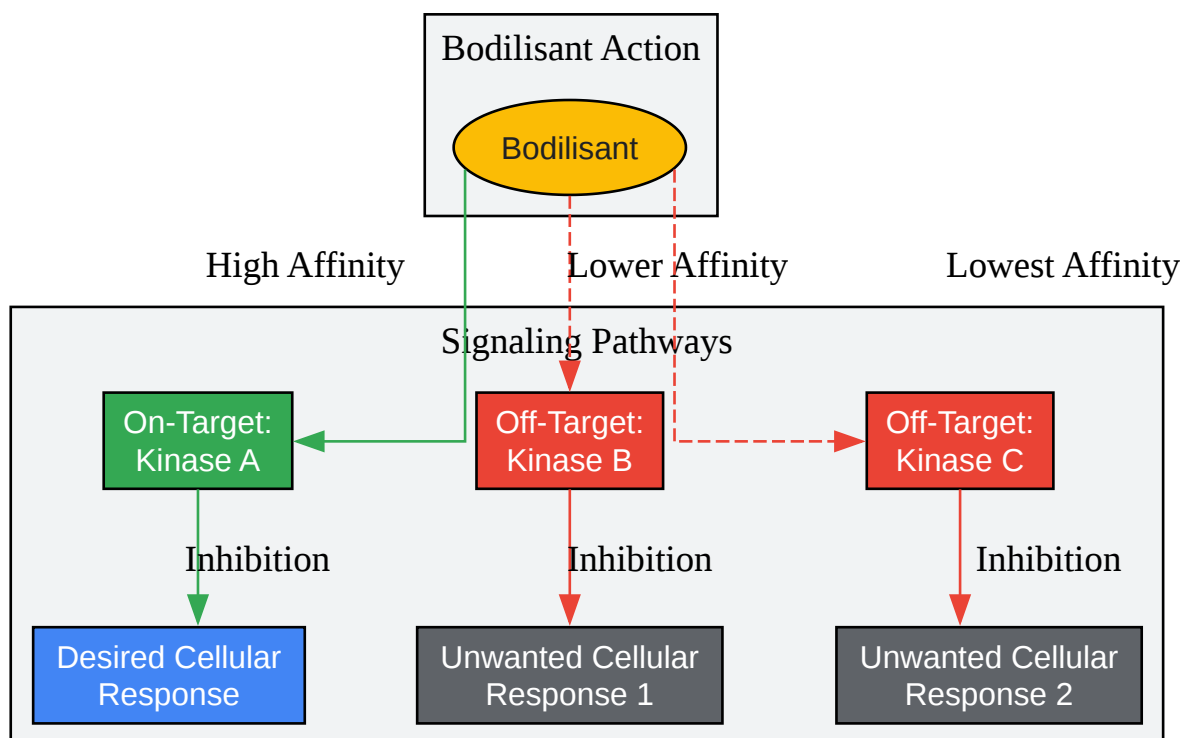 Bodilisant Action
Bodilisant
High Affinity
Lower Affinity
Lowest Affinity
Signaling Pathways
On-Target:
Kinase A
Off-Target:
Kinase B
Off-Target:
Kinase C
Inhibition
Inhibition
Inhibition
Desired Cellular
Response
Unwanted Cellular
Response 1
Unwanted Cellular
Response 2